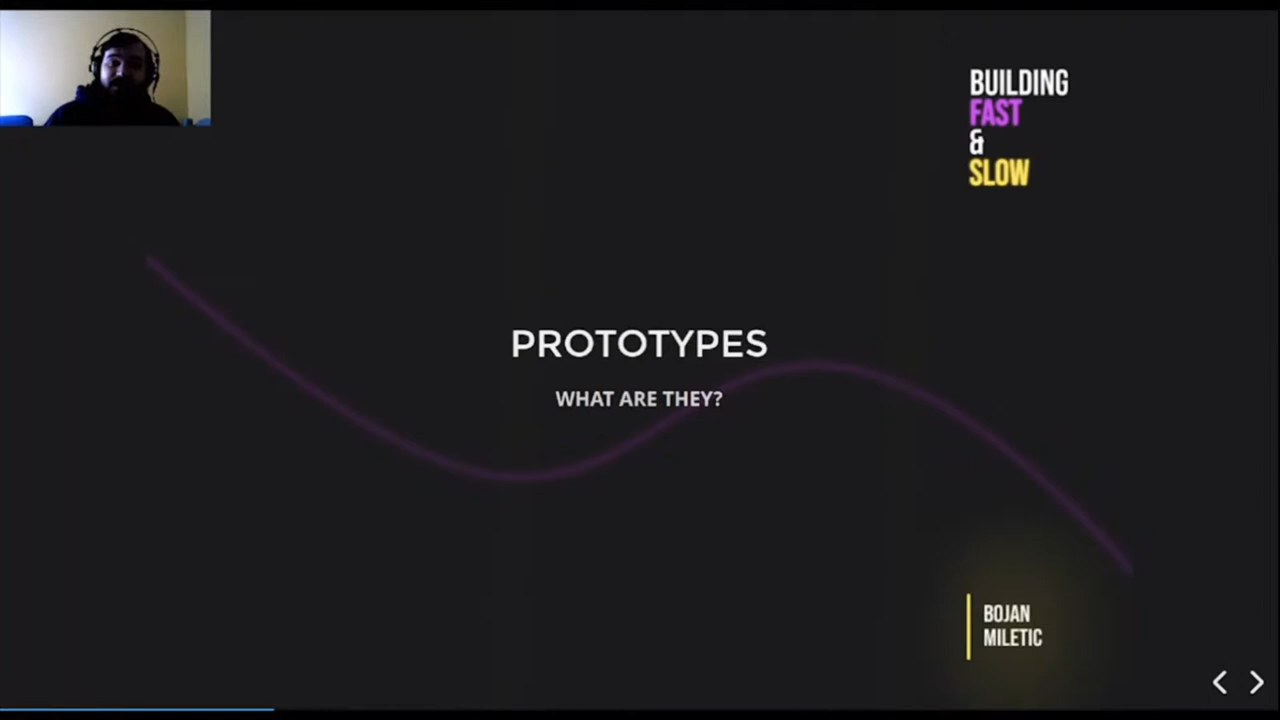 BUILDING
FAST
&
SLOW
PROTOTYPES
WHAT ARE THEY?
BOJAN
MILETIC